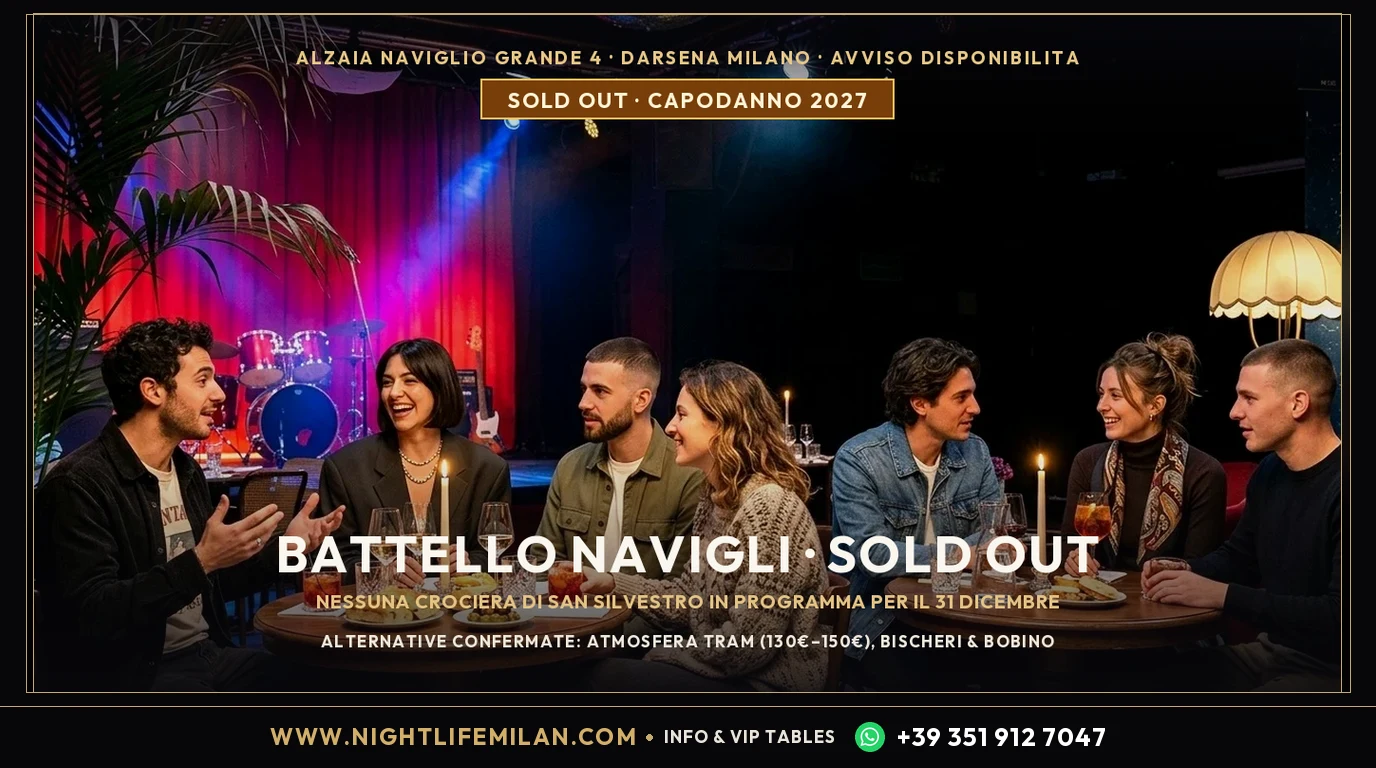 ALZAIA NAVIGLIO GRANDE 4 · DARSENA MILANO · AVVISO DISPONIBILITA
SOLD OUT · CAPODANNO 2027
BATTELLO NAVIGLI · SOLD OUT
NESSUNA CROCIERA DI SAN SILVESTRO IN PROGRAMMA PER IL 31 DICEMBRE
ALTERNATIVE CONFERMATE: ATMOSFERA TRAM (130€–150€), BISCHERI & BOBINO
WWW.NIGHTLIFEMILAN.COM • INFO & VIP TABLES +39 351 912 7047